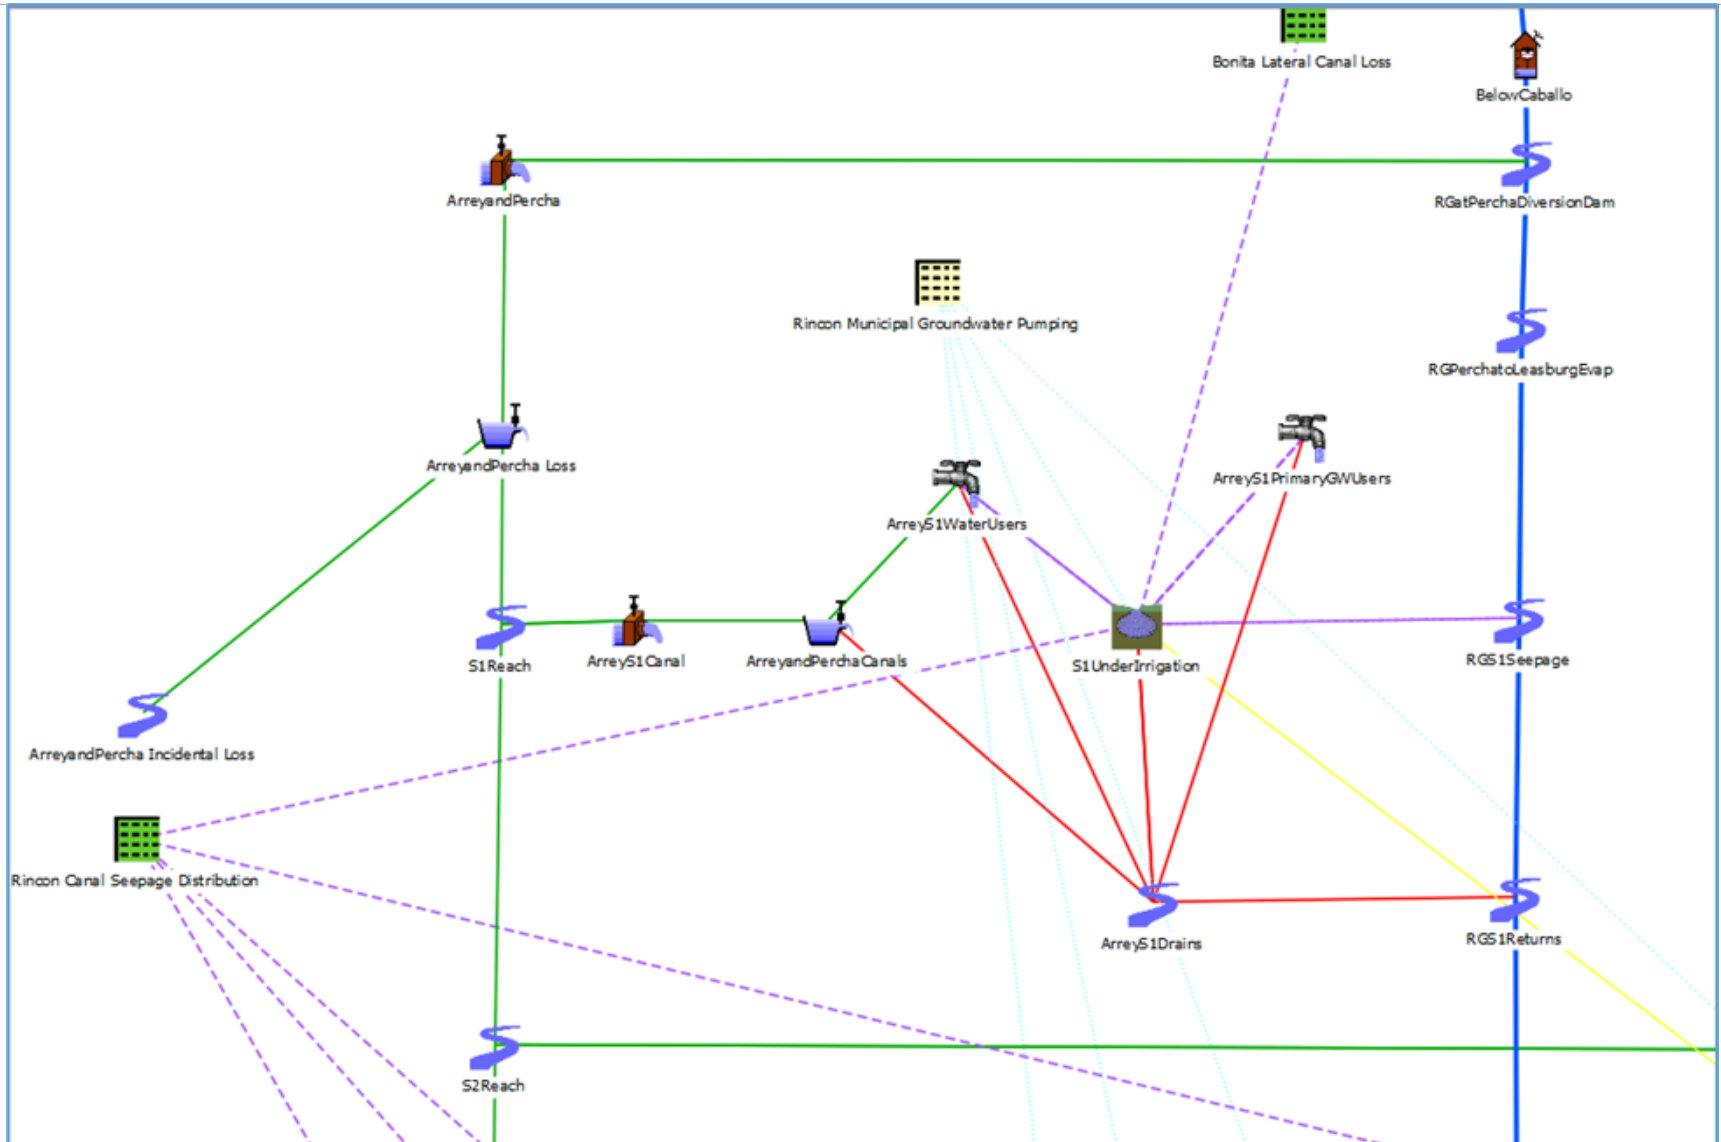 Bonita Lateral Canal Loss
BelowCaballo
ArreyandPercha
RGatPerchaDiversionDam
Rincon Municipal Groundwater Pumping
RGPerchatoLeasburgEvap
ArreyandPercha Loss
ArreyS1PrimaryGWUsers
ArreyS1WaterUsers
S1Reach
ArreyS1Canal
ArreyandPerchaCanals
S1UnderIrrigation
RGS1Seepage
ArreyandPercha Incidental Loss
Rincon Canal Seepage Distribution
ArreyS1Drains
RGS1Returns
S2Reach